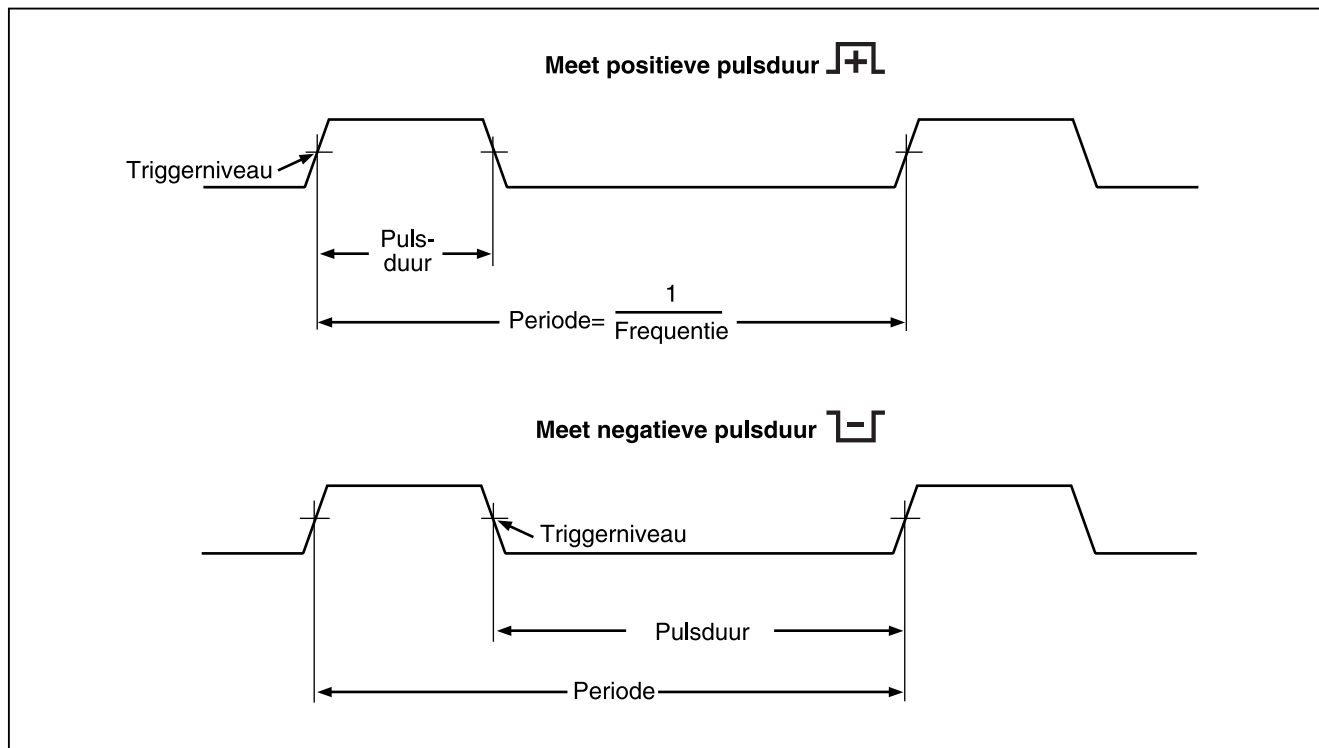 Meet positieve pulsduur +
Triggerniveau
Puls-
duur
Periode= 1
Frequentie
Meet negatieve pulsduur -
Triggerniveau
Pulsduur
Periode